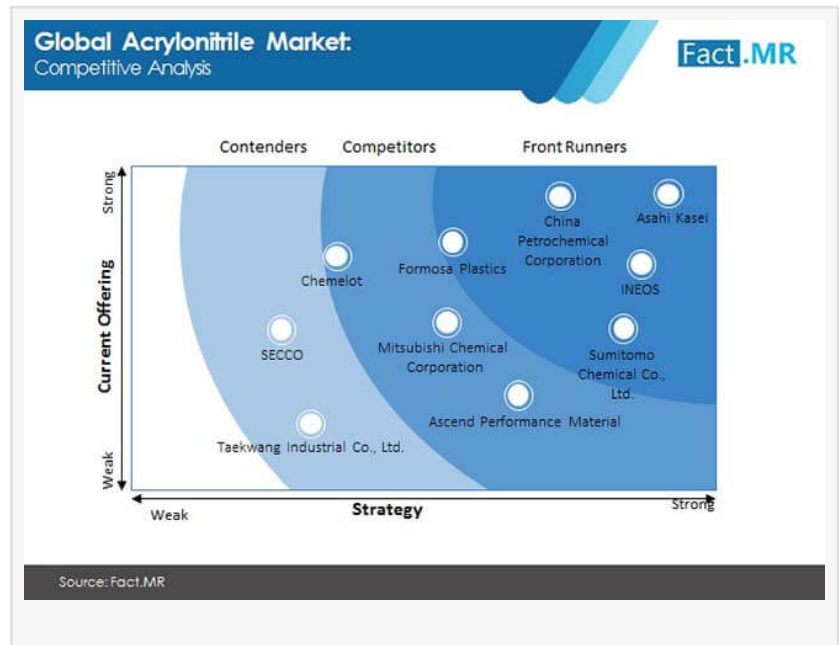 Global Acrylonitrile Market:
Competitive Analysis
Fact.MR
Contenders
Competitors
Front Runners
Strong
Current Offering
Weak
China
Petrochemical
Corporation
Asahi Kasei
Formosa Plastics
Chemelot
INEOS
SECCO
Mitsubishi Chemical
Corporation
Sumitomo
Chemical Co.,
Ltd.
Ascend Performance Material
Taekwang Industrial Co., Ltd.
Weak
Strategy
Strong
Source: Fact.MR